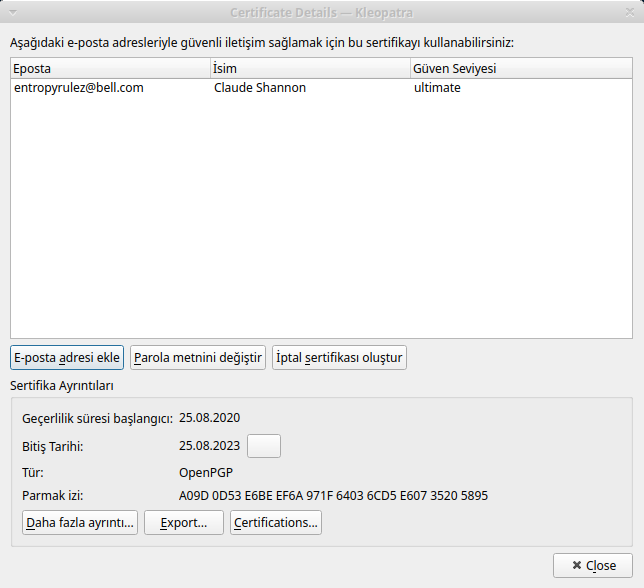 Certificate Details — Kleopatra
Aşağıdaki e-posta adresleriyle güvenli iletişim sağlamak için bu sertifikayı kullanabilirsiniz:
Eposta İsim Güven Seviyesi
entropyrulez@bell.com Claude Shannon ultimate
E-posta adresi ekle Parola metnini değiştir İptal sertifikası oluştur
Sertifika Ayrıntıları
Geçerlilik süresi başlangıcı: 25.08.2020
Bitiş Tarihi: 25.08.2023
Tür: OpenPGP
Parmak izi: A09D 0D53 E6BE EF6A 971F 6403 6CD5 E607 3520 5895
Daha fazla ayrıntı... Export... Certifications...
Close